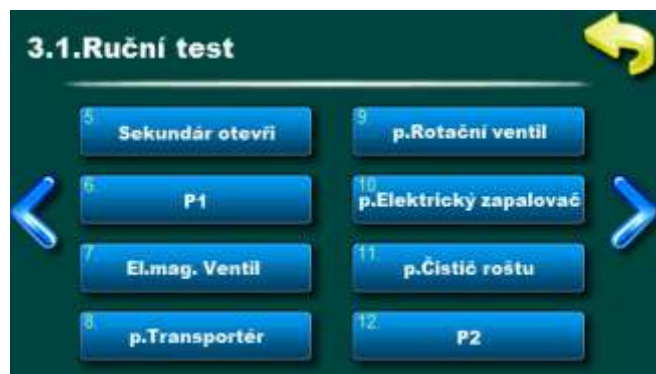 3.1.Ruční test
5.
Sekundár otevři
6.
P1
7.
El.mag. Ventil
8.
p.Transportér
9.
p.Rotační ventil
10.
p.Elektrický zapalovač
11.
p.Čistič roštu
12.
P2